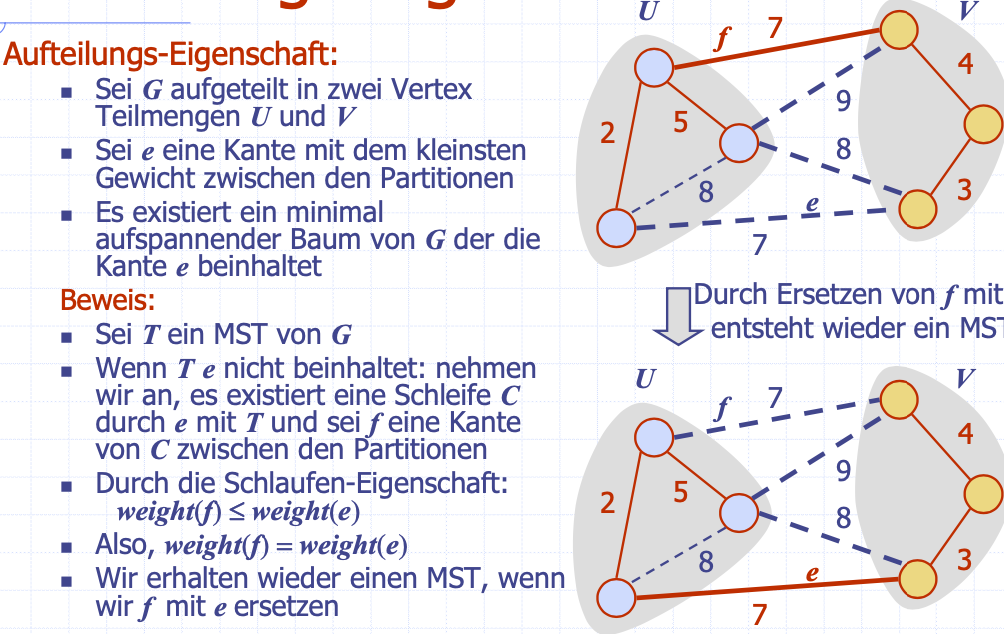 Aufteilungs-Eigenschaft:
Sei G aufgeteilt in zwei Vertex
Teilmengen U und V
Sei e eine Kante mit dem kleinsten
Gewicht zwischen den Partitionen
Es existiert ein minimal
aufspannender Baum von G der die
Kante e beinhaltet
Beweis:
Sei T ein MST von G
Wenn T e nicht beinhaltet: nehmen
wir an, es existiert eine Schleife C
durch e mit T und sei f eine Kante
von C zwischen den Partitionen
Durch die Schlaufen-Eigenschaft:
weight(f) ≤ weight(e)
Also, weight(f) = weight(e)
Wir erhalten wieder einen MST, wenn
wir f mit e ersetzen
U
V
f
7
4
9
2
5
8
8
3
e
7
Durch Ersetzen von f mit
entsteht wieder ein MST
U
V
f
7
4
9
2
5
8
8
3
e
7